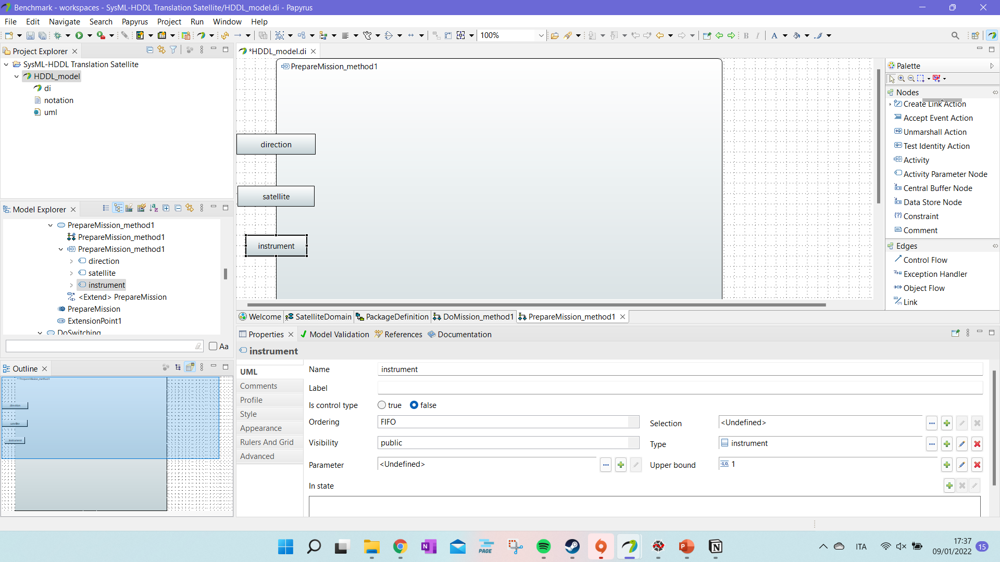 Benchmark - workspaces - SysML-HDDL Translation Satellite/HDDL_model.di - Papyrus
File Edit Navigate Search Papyrus Project Run Window Help
100%
B I A
Project Explorer
SysML-HDDL Translation Satellite
HDDL_model
di
notation
uml
*HDDL_model.di
PrepareMission_method1
direction
satellite
instrument
Palette
Nodes
Create Link Action
Accept Event Action
Unmarshall Action
Test Identity Action
Activity
Activity Parameter Node
Central Buffer Node
Data Store Node
Constraint
Comment
Edges
Control Flow
Exception Handler
Object Flow
Link
Model Explorer
PrepareMission_method1
PrepareMission_method1
PrepareMission_method1
direction
satellite
instrument
<Extend> PrepareMission
PrepareMission
ExtensionPoint1
DoSwitching
Aa
Outline
PrepareMission_method1
direction
satellite
instrument
Welcome SatelliteDomain PackageDefinition DoMission_method1 PrepareMission_method1
Properties Model Validation References Documentation
instrument
UML
Comments
Profile
Style
Appearance
Rulers And Grid
Advanced
Name instrument
Label
Is control type true false
Ordering FIFO Selection <Undefined>
Visibility public Type instrument
Parameter <Undefined> Upper bound 1
In state
N PAGE P N
ITA
17:37
09/01/2022 15